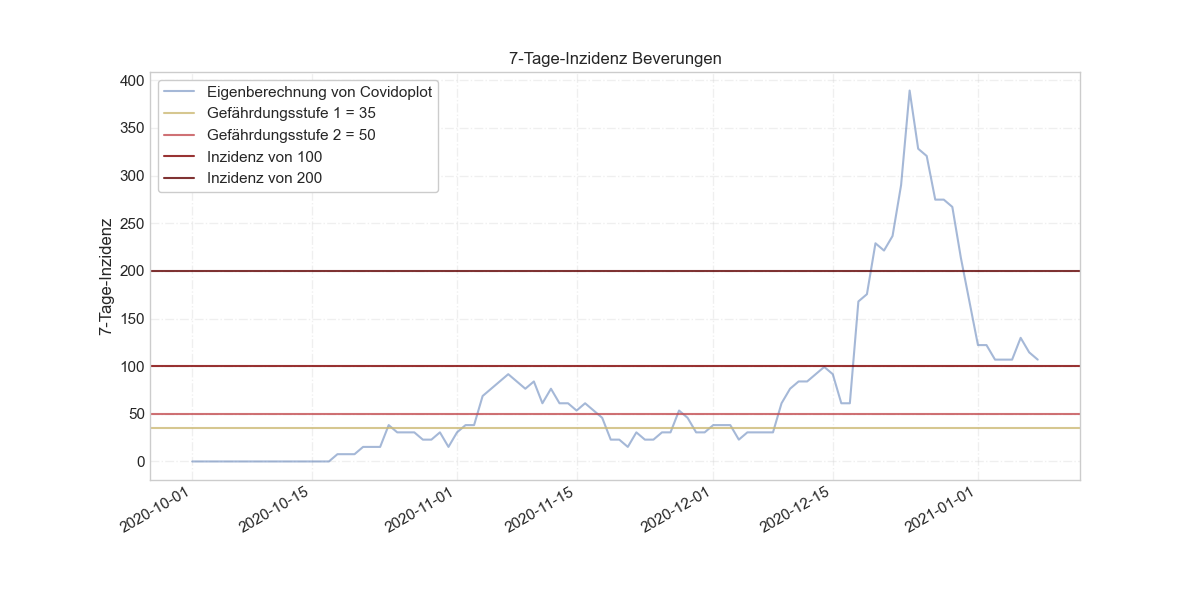 7-Tage-Inzidenz Beverungen
Eigenberechnung von Covidoplot
Gefährdungsstufe 1 = 35
Gefährdungsstufe 2 = 50
Inzidenz von 100
Inzidenz von 200
7-Tage-Inzidenz
400
350
300
250
200
150
100
50
0
2020-10-01
2020-10-15
2020-11-01
2020-11-15
2020-12-01
2020-12-15
2021-01-01